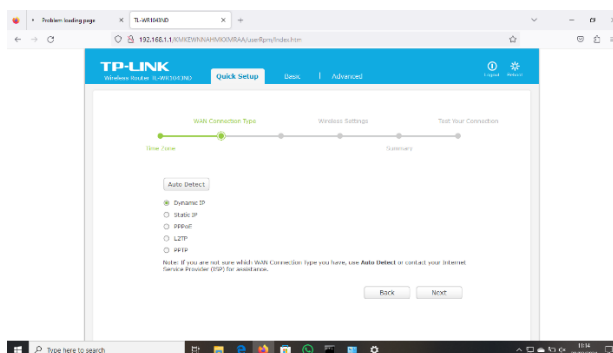 Problem loading page
TL-WR1043ND
192.168.1.1
TP-LINK
Wireless Router TL-WR1043ND
Quick Setup
Basic
Advanced
Logout
Reboot
WAN Connection Type
Wireless Settings
Test Your Connection
Time Zone
Summary
Auto Detect
Dynamic IP
Static IP
PPPoE
L2TP
PPTP
Note: If you are not sure which WAN Connection Type you have, use Auto Detect or contact your Internet
Service Provider (ISP) for assistance.
Back
Next
Type here to search